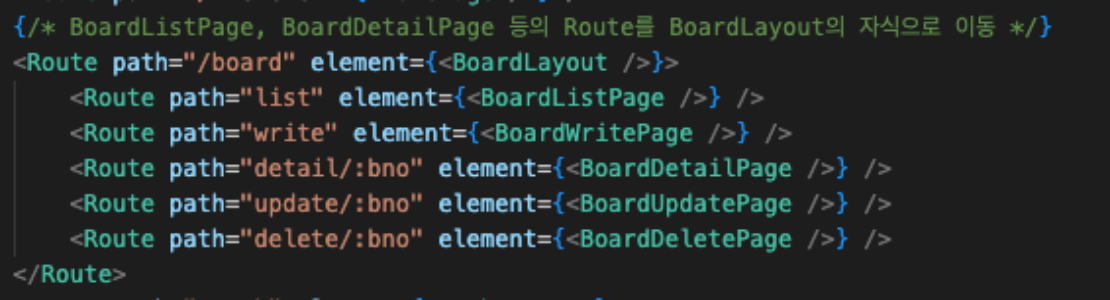 {/* BoardListPage, BoardDetailPage 등의 Route를 BoardLayout의 자식으로 이동 */}
<Route path="/board" element={<BoardLayout />}>
    <Route path="list" element={<BoardListPage />} />
    <Route path="write" element={<BoardWritePage />} />
    <Route path="detail/:bno" element={<BoardDetailPage />} />
    <Route path="update/:bno" element={<BoardUpdatePage />} />
    <Route path="delete/:bno" element={<BoardDeletePage />} />
</Route>